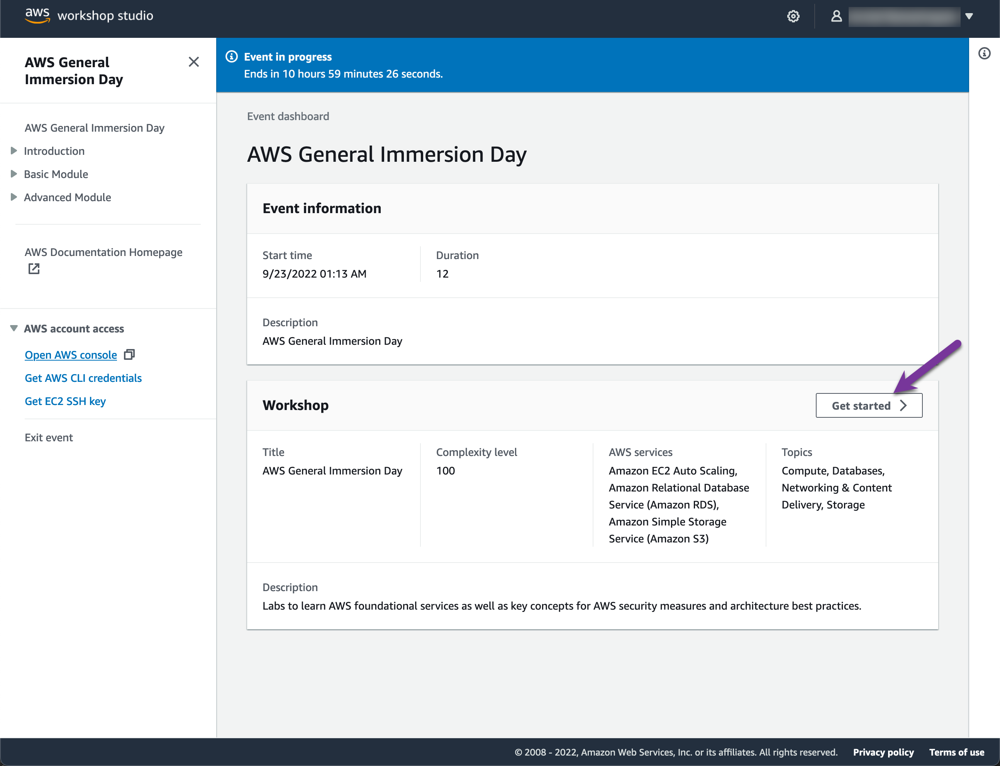 aws workshop studio
AWS General
Immersion Day
AWS General Immersion Day
Introduction
Basic Module
Advanced Module
AWS Documentation Homepage
AWS account access
Open AWS console
Get AWS CLI credentials
Get EC2 SSH key
Exit event
Event in progress
Ends in 10 hours 59 minutes 26 seconds.
Event dashboard
AWS General Immersion Day
Event information
Start time
9/23/2022 01:13 AM
Duration
12
Description
AWS General Immersion Day
Workshop
Get started
Title
AWS General Immersion Day
Complexity level
100
AWS services
Amazon EC2 Auto Scaling,
Amazon Relational Database
Service (Amazon RDS),
Amazon Simple Storage
Service (Amazon S3)
Topics
Compute, Databases,
Networking & Content
Delivery, Storage
Description
Labs to learn AWS foundational services as well as key concepts for AWS security measures and architecture best practices.
© 2008 - 2022, Amazon Web Services, Inc. or its affiliates. All rights reserved. Privacy policy Terms of use